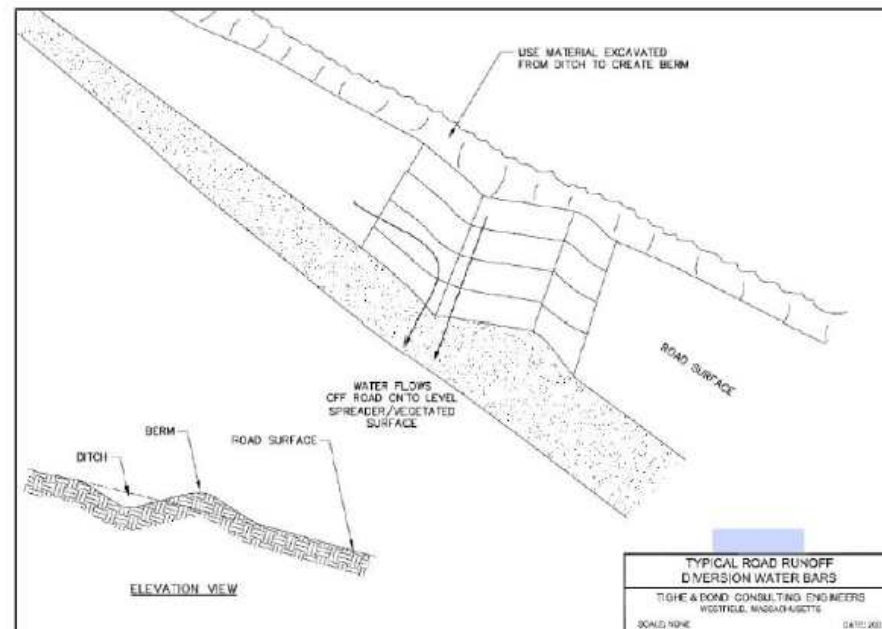 USE MATERIAL EXCAVATED
FROM DITCH TO CREATE BERM
ROAD SURFACE
WATER FLOWS
OFF ROAD ONTO LEVEL
SPREADER/VEGETATED
SURFACE
BERM
ROAD SURFACE
DITCH
ELEVATION VIEW
TYPICAL ROAD RUNOFF
DIVERSION WATER BARS
TIGHE & BOND CONSULTING ENGINEERS
WESTFIELD, MASSACHUSETTS
SCALE: NONE
DATE: